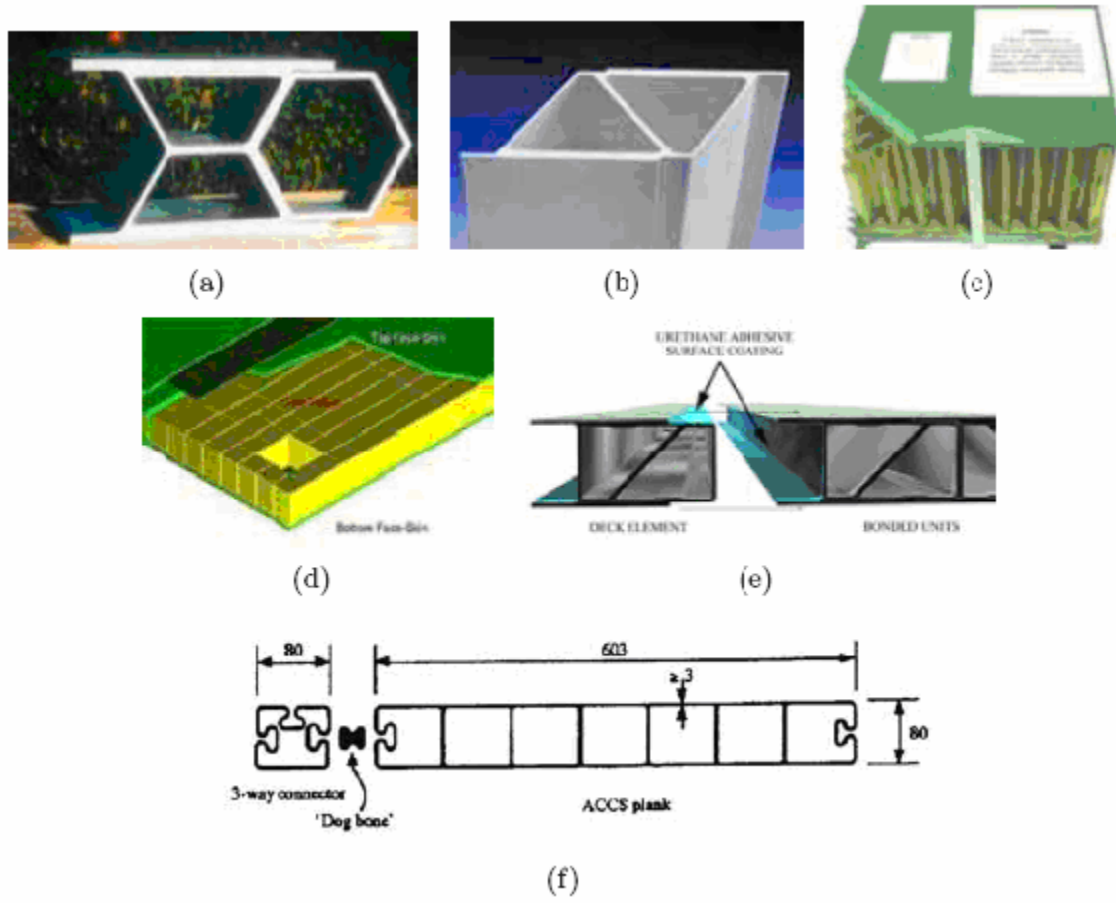 (a)
(b)
(c)
Top Face-Skin
Bottom Face-Skin
(d)
URETHANE ADHESIVE
SURFACE COATING
DECK ELEMENT
BONDED UNITS
(e)
80
603
≥ 3
80
3-way connector
'Dog bone'
ACCS plank
(f)